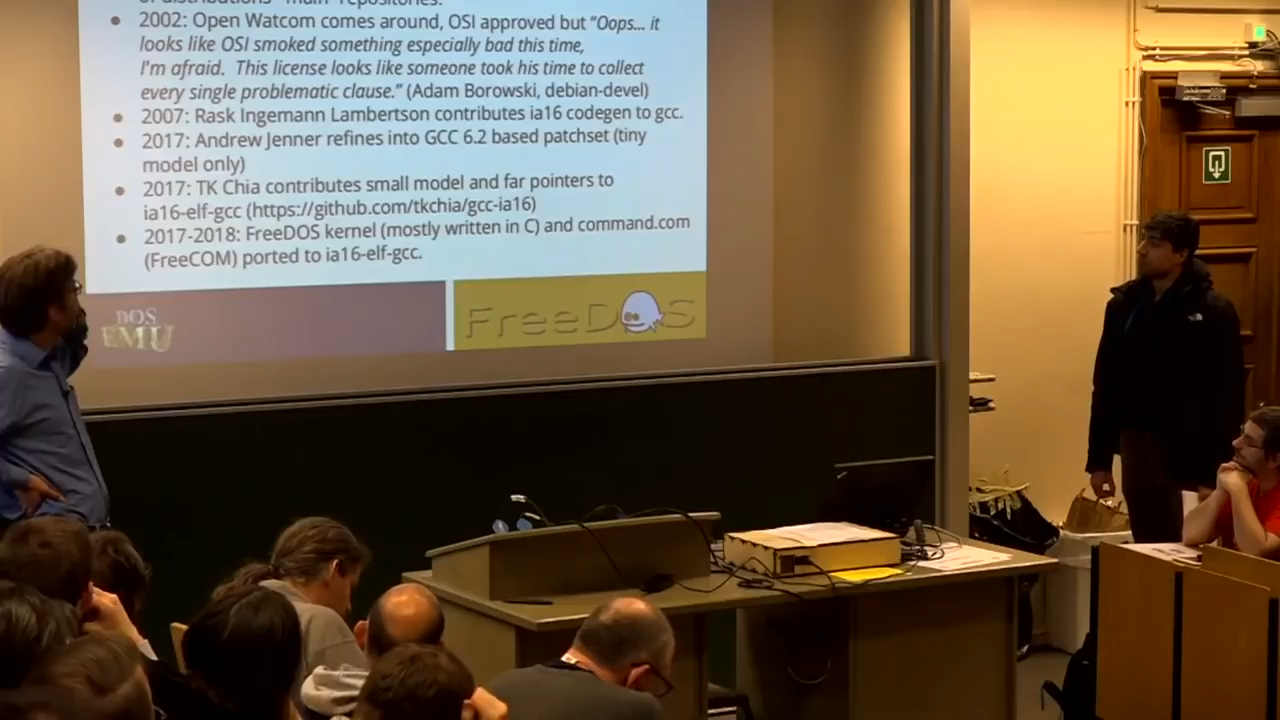 of distributions "main" repositories.
2002: Open Watcom comes around, OSI approved but "Oops... it
looks like OSI smoked something especially bad this time,
I'm afraid. This license looks like someone took his time to collect
every single problematic clause." (Adam Borowski, debian-devel)
2007: Rask Ingemann Lambertson contributes ia16 codegen to gcc.
2017: Andrew Jenner refines into GCC 6.2 based patchset (tiny
model only)
2017: TK Chia contributes small model and far pointers to
ia16-elf-gcc (https://github.com/tkchia/gcc-ia16)
2017-2018: FreeDOS kernel (mostly written in C) and command.com
(FreeCOM) ported to ia16-elf-gcc.
DOS
EMU
FreeDOS